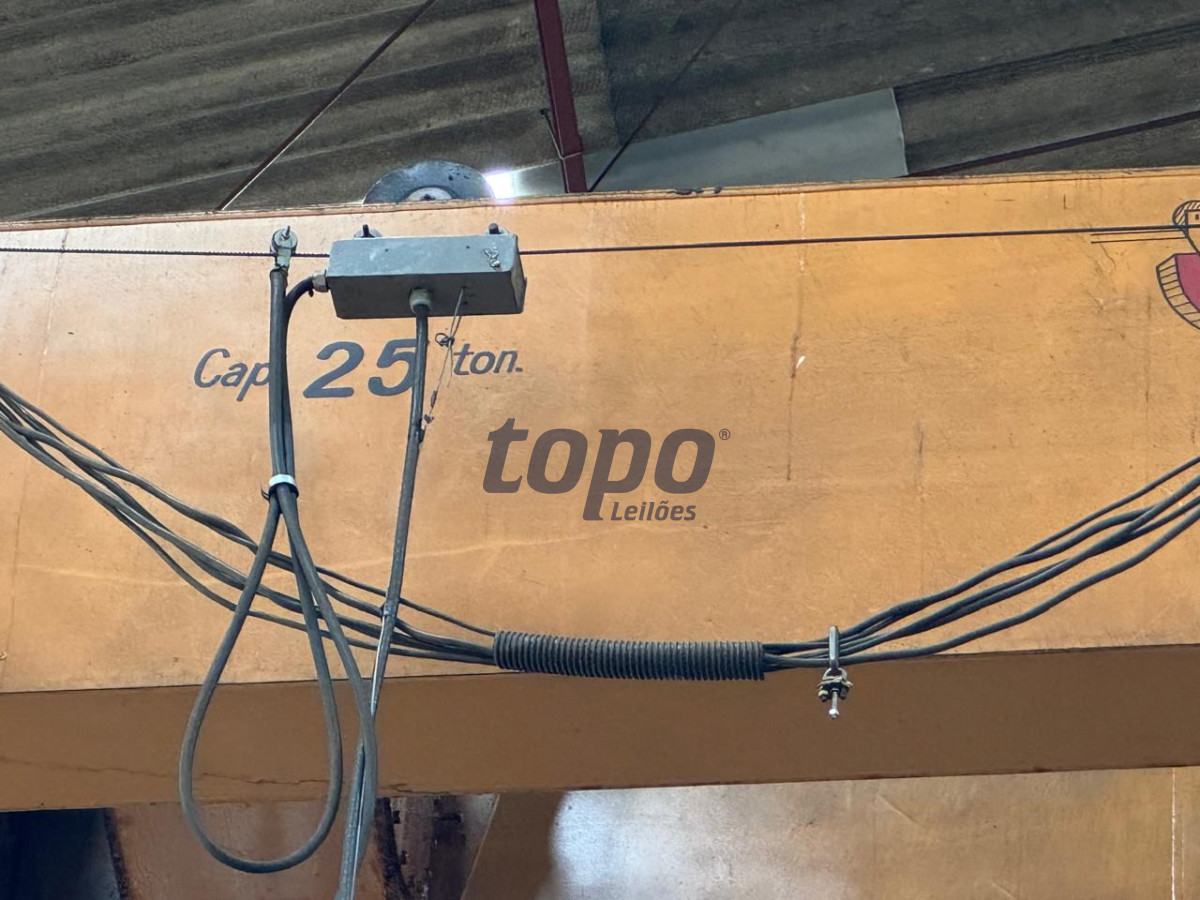 Cap. 25 ton.
topo®
Leilões